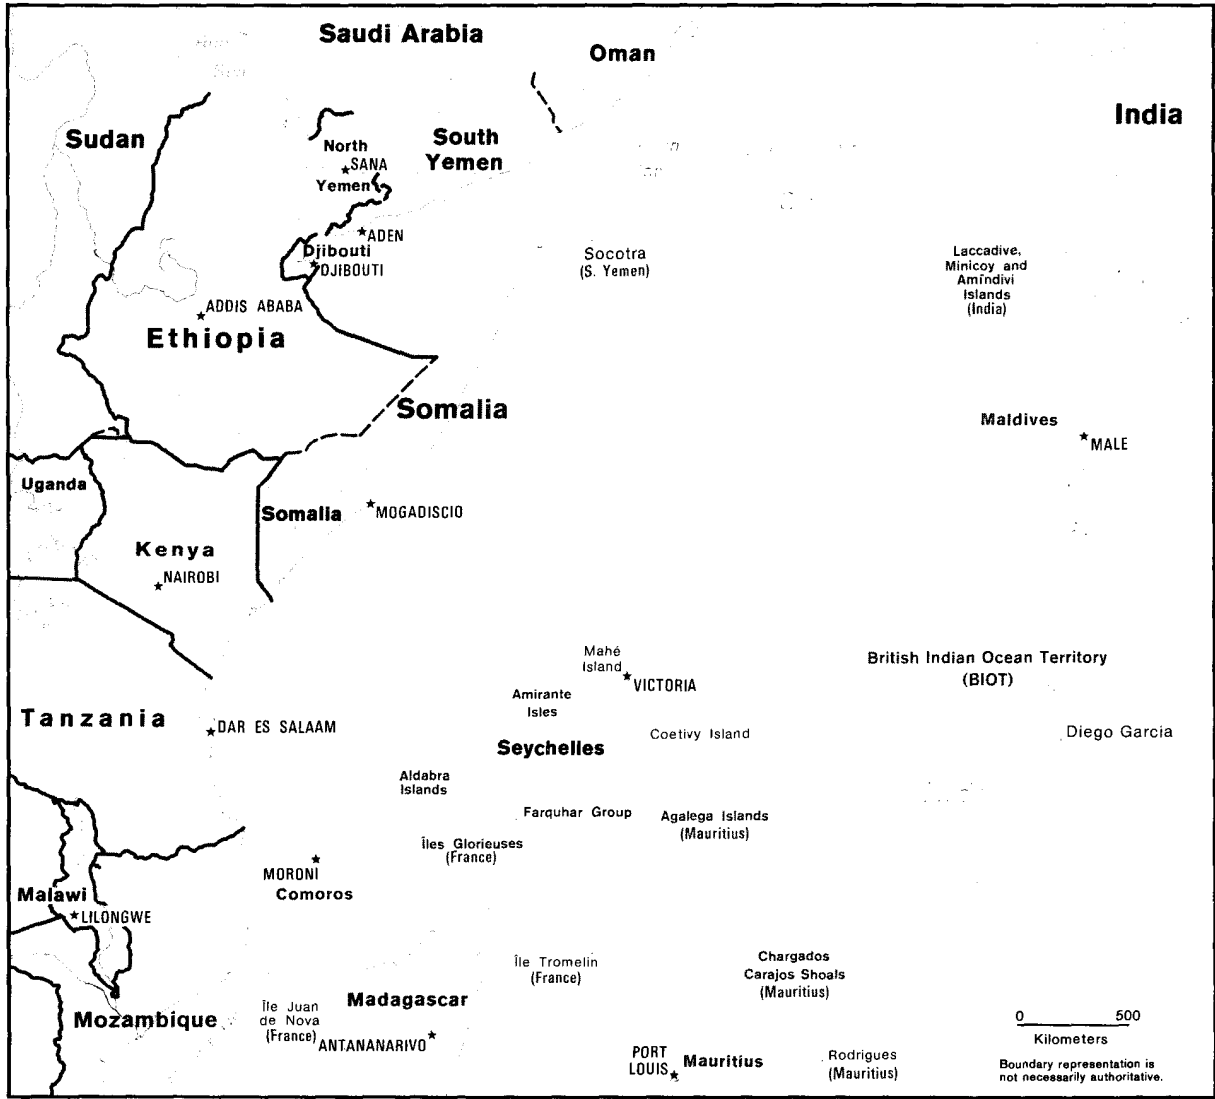 Saudi Arabia
Oman
India
Sudan
South
Yemen
North
SANA
Yemen
ADEN
Djibouti
DJIBOUTI
Socotra
(S. Yemen)
Laccadive,
Minicoy and
Amindivi
Islands
(India)
ADDIS ABABA
Ethiopia
Somalia
Maldives
MALE
Uganda
Somalia
MOGADISCIO
Kenya
NAIROBI
Mahé
Island
VICTORIA
British Indian Ocean Territory
(BIOT)
Amirante
Isles
Tanzania
DAR ES SALAAM
Coetivy Island
Diego Garcia
Seychelles
Aldabra
Islands
Farquhar Group
Agalega Islands
(Mauritius)
Îles Glorieuses
(France)
MORONI
Comoros
Malawi
LILONGWE
Île Tromelin
(France)
Chargados
Carajos Shoals
(Mauritius)
Île Juan
de Nova
(France)
Madagascar
ANTANANARIVO
Mozambique
0 500
Kilometers
PORT
LOUIS
Mauritius
Rodrigues
(Mauritius)
Boundary representation is
not necessarily authoritative.